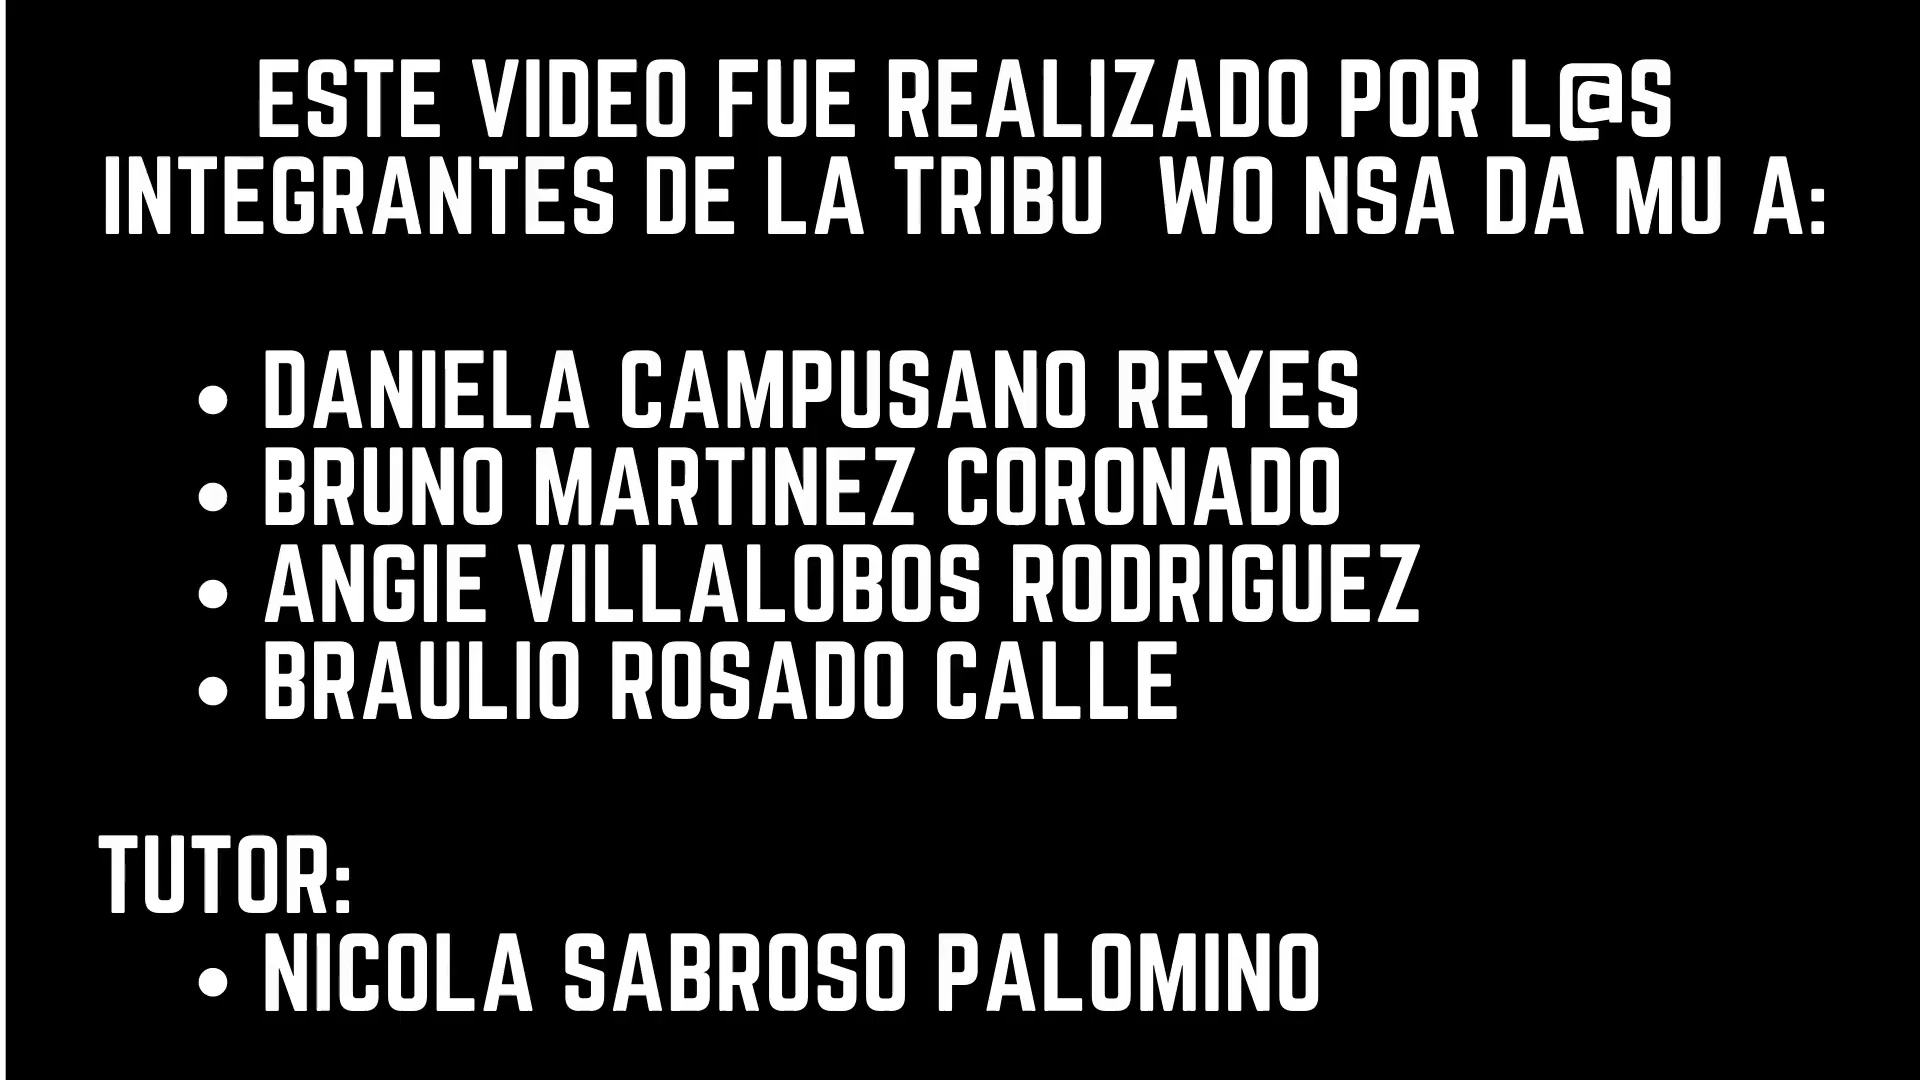 ESTE VIDEO FUE REALIZADO POR L@S
INTEGRANTES DE LA TRIBU WO NSA DA MU A:
• DANIELA CAMPUSANO REYES
• BRUNO MARTINEZ CORONADO
• ANGIE VILLALOBOS RODRIGUEZ
• BRAULIO ROSADO CALLE
TUTOR:
• NICOLA SABROSO PALOMINO